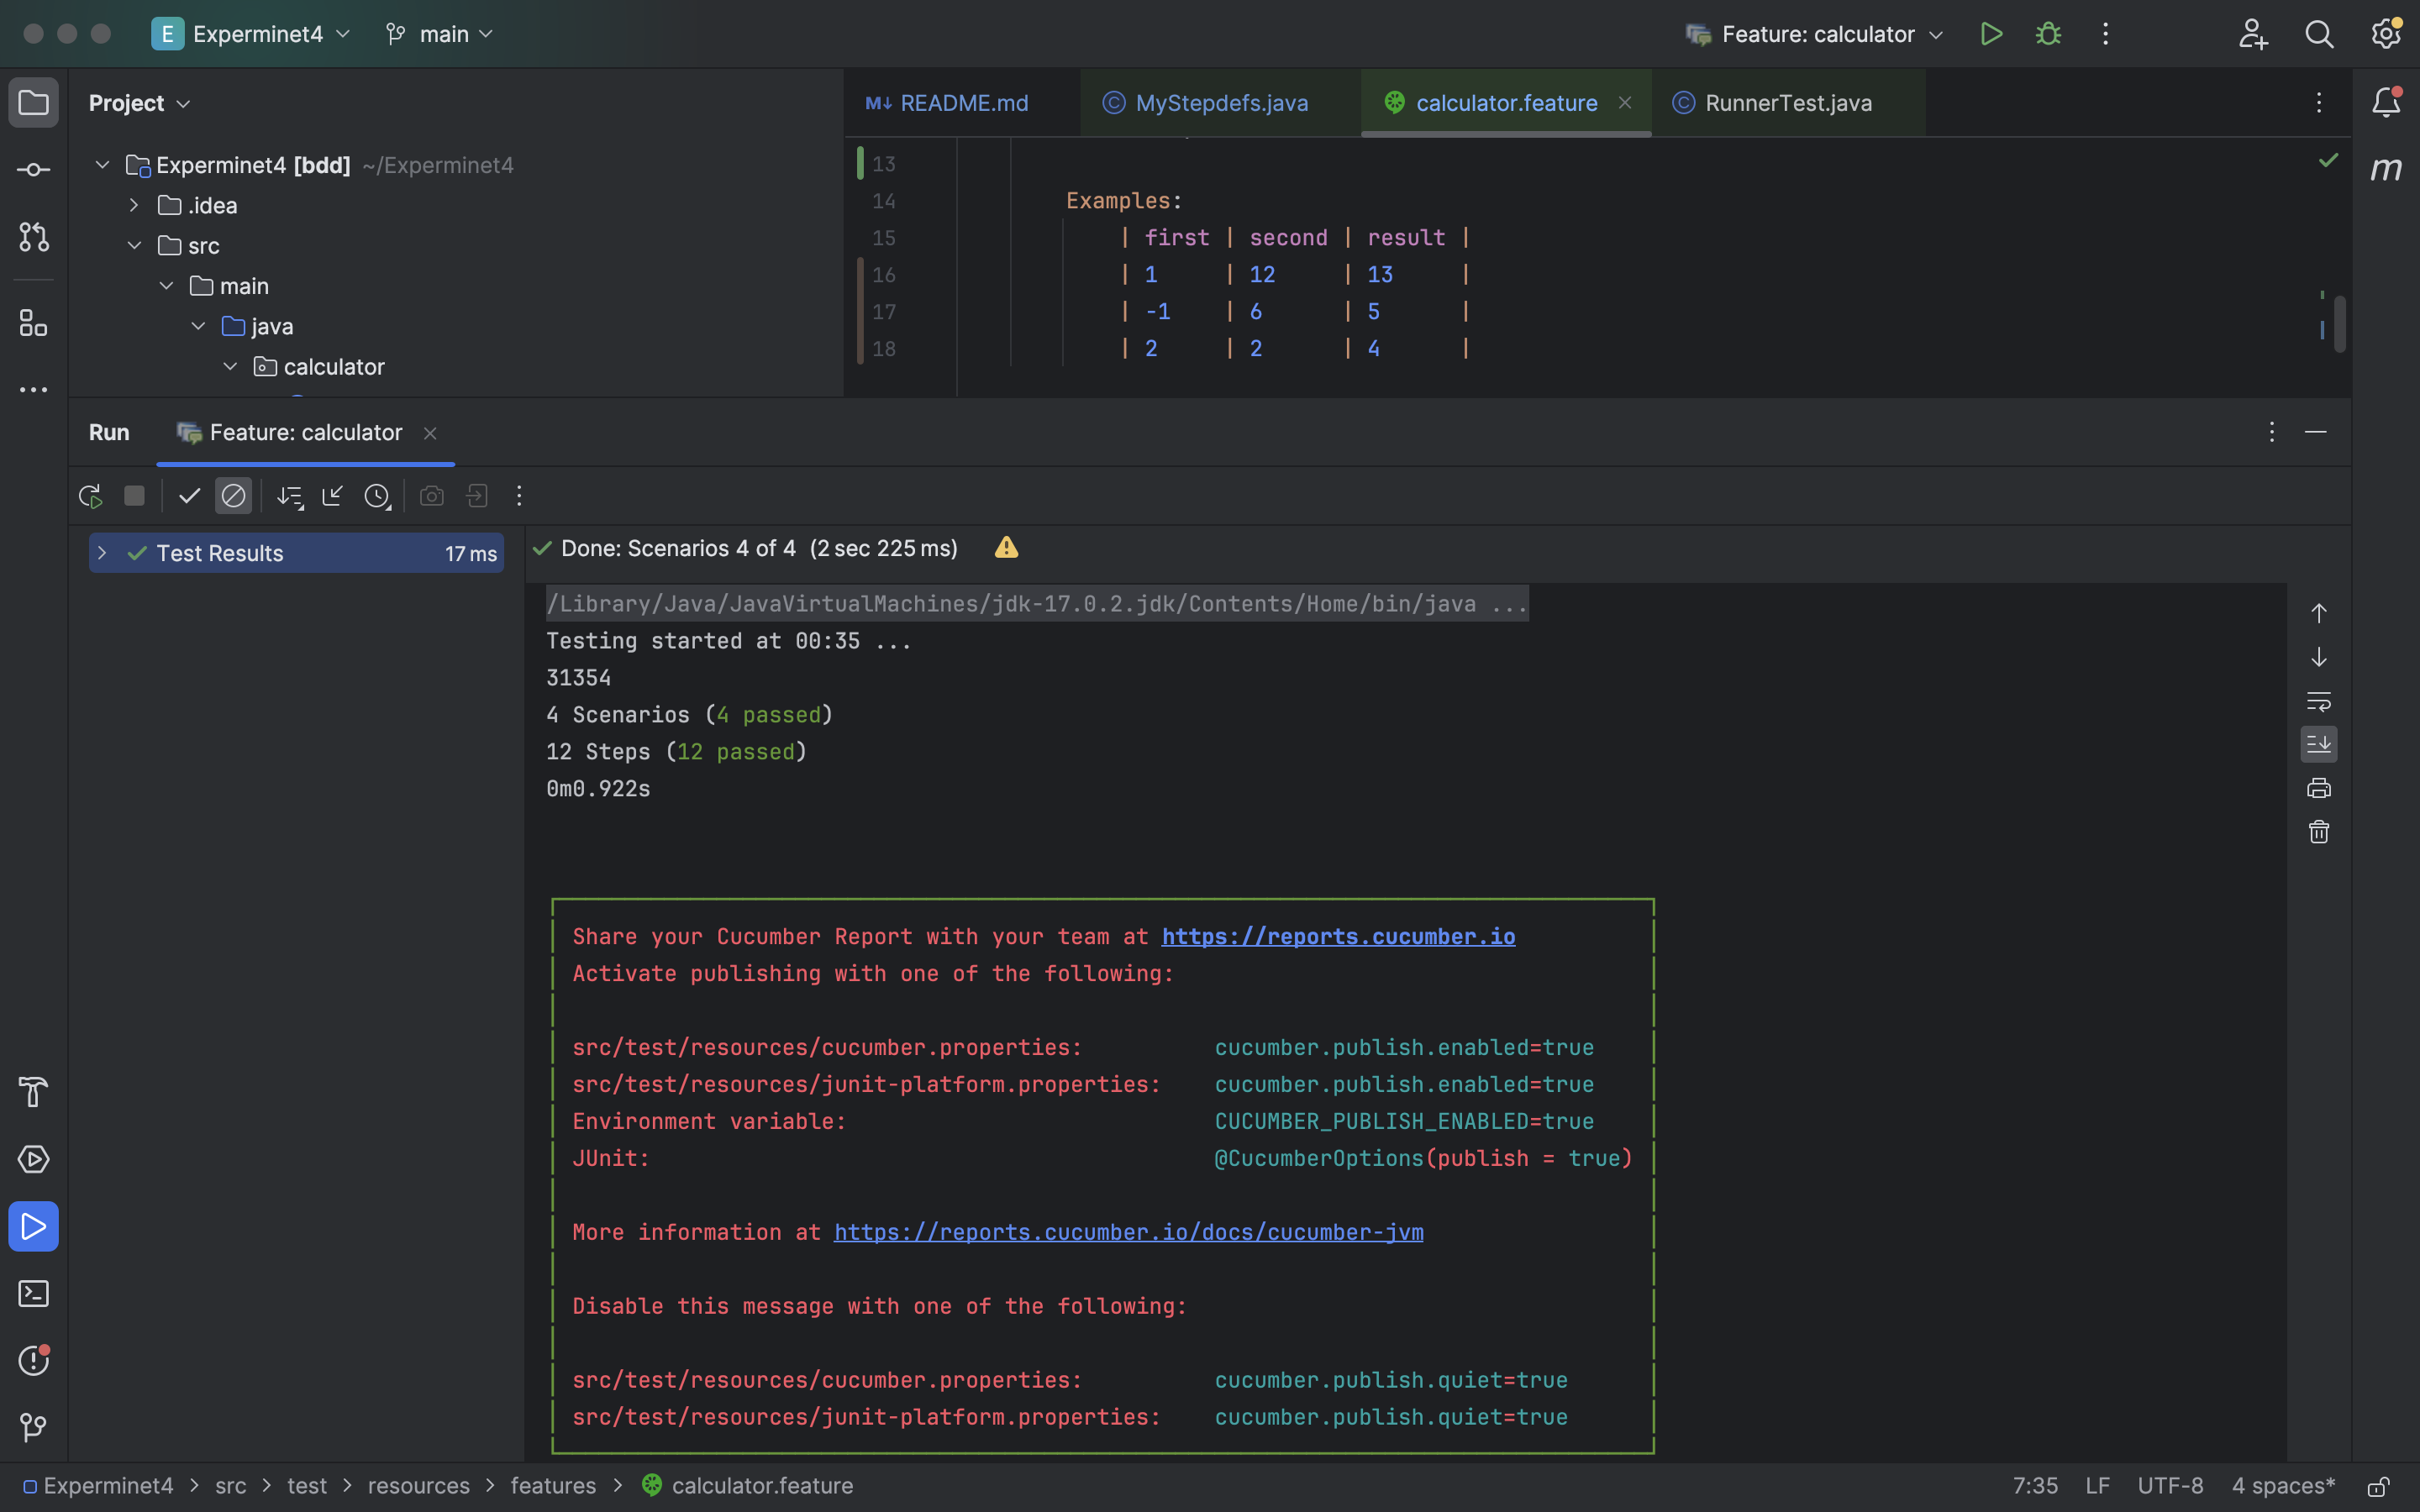 E Experminet4 main Feature: calculator
Project
Experminet4 [bdd] ~/Experminet4
.idea
src
main
java
calculator
M↓ README.md MyStepdefs.java calculator.feature RunnerTest.java
13
14 Examples:
15 | first | second | result |
16 | 1 | 12 | 13 |
17 | -1 | 6 | 5 |
18 | 2 | 2 | 4 |
m
Run Feature: calculator
Test Results 17 ms
Done: Scenarios 4 of 4 (2 sec 225 ms)
/Library/Java/JavaVirtualMachines/jdk-17.0.2.jdk/Contents/Home/bin/java ...
Testing started at 00:35 ...
31354
4 Scenarios (4 passed)
12 Steps (12 passed)
0m0.922s
Share your Cucumber Report with your team at https://reports.cucumber.io
Activate publishing with one of the following:
src/test/resources/cucumber.properties: cucumber.publish.enabled=true
src/test/resources/junit-platform.properties: cucumber.publish.enabled=true
Environment variable: CUCUMBER_PUBLISH_ENABLED=true
JUnit: @CucumberOptions(publish = true)
More information at https://reports.cucumber.io/docs/cucumber-jvm
Disable this message with one of the following:
src/test/resources/cucumber.properties: cucumber.publish.quiet=true
src/test/resources/junit-platform.properties: cucumber.publish.quiet=true
Experminet4 > src > test > resources > features > calculator.feature 7:35 LF UTF-8 4 spaces*